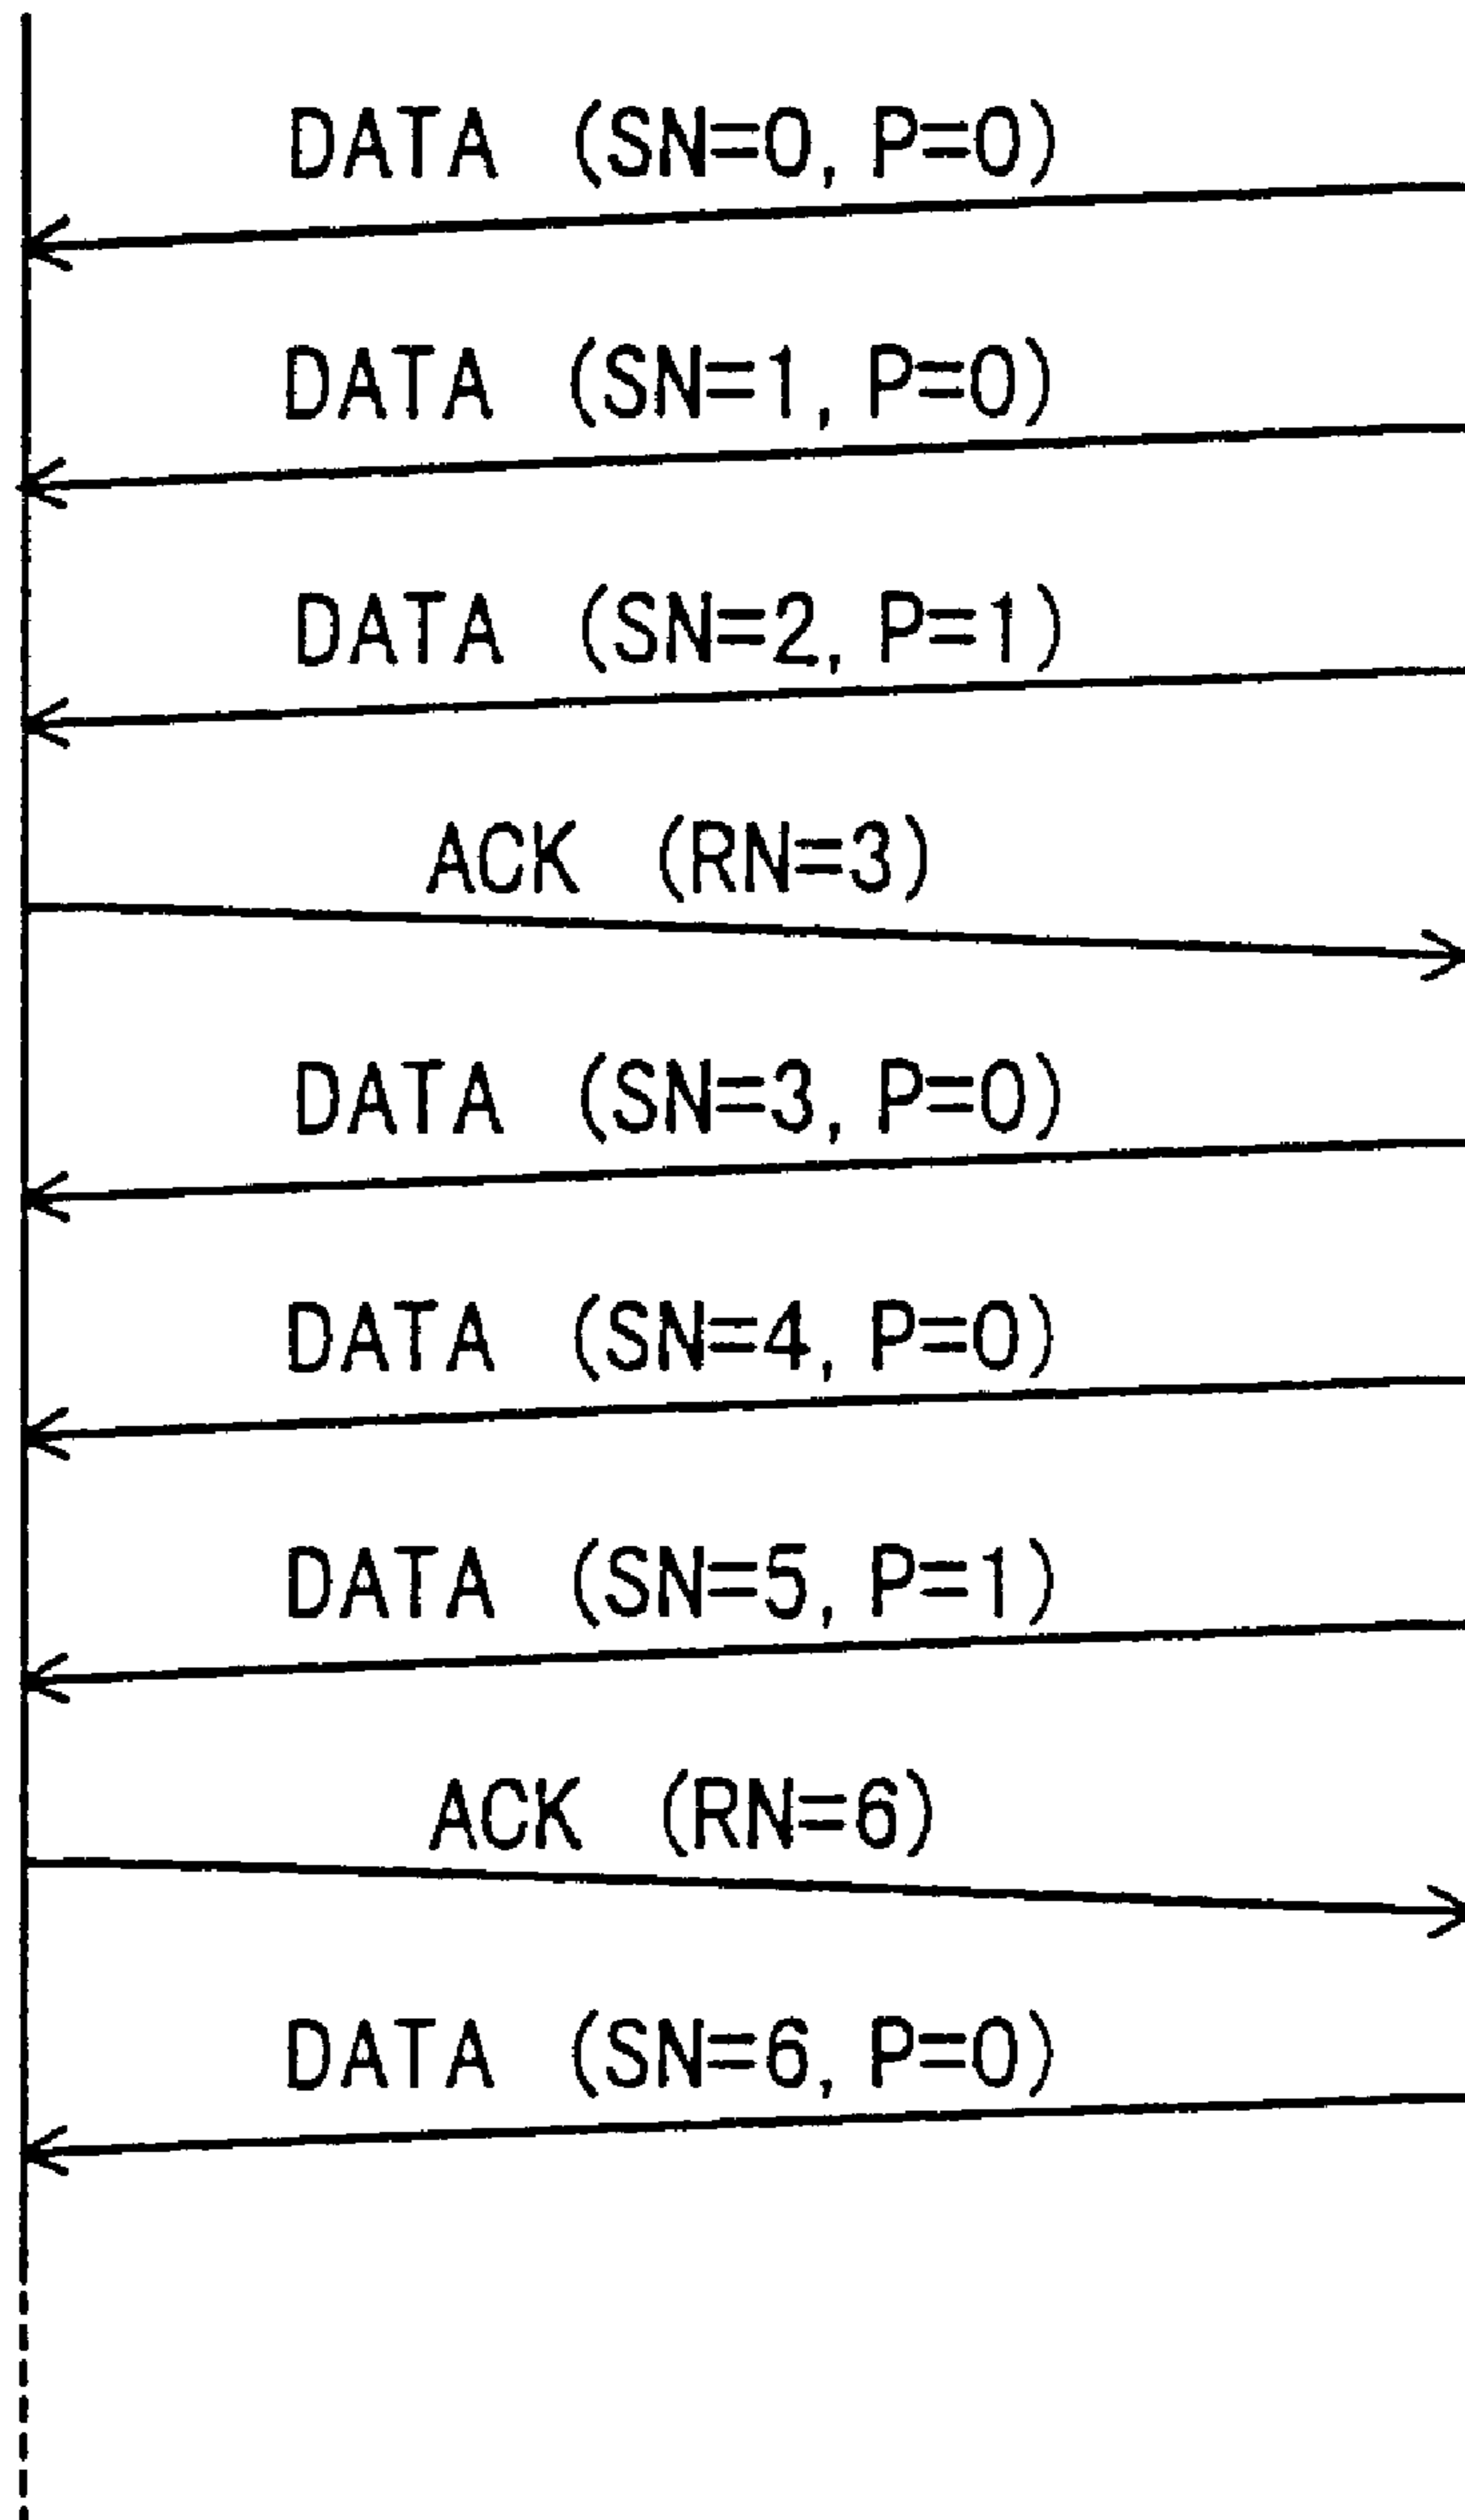 DATA (SN=0, P=0)
DATA (SN=1, P=0)
DATA (SN=2, P=1)
ACK (RN=3)
DATA (SN=3, P=0)
DATA (SN=4, P=0)
DATA (SN=5, P=1)
ACK (RN=6)
DATA (SN=6, P=0)